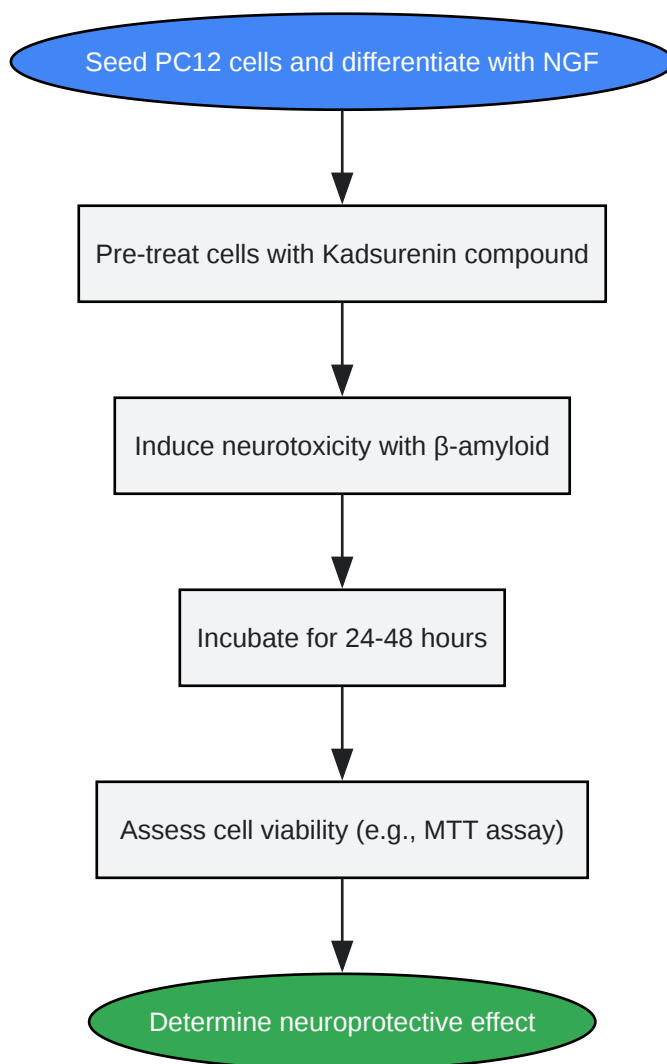 Seed PC12 cells and differentiate with NGF
Pre-treat cells with Kadsurenin compound
Induce neurotoxicity with β-amyloid
Incubate for 24-48 hours
Assess cell viability (e.g., MTT assay)
Determine neuroprotective effect